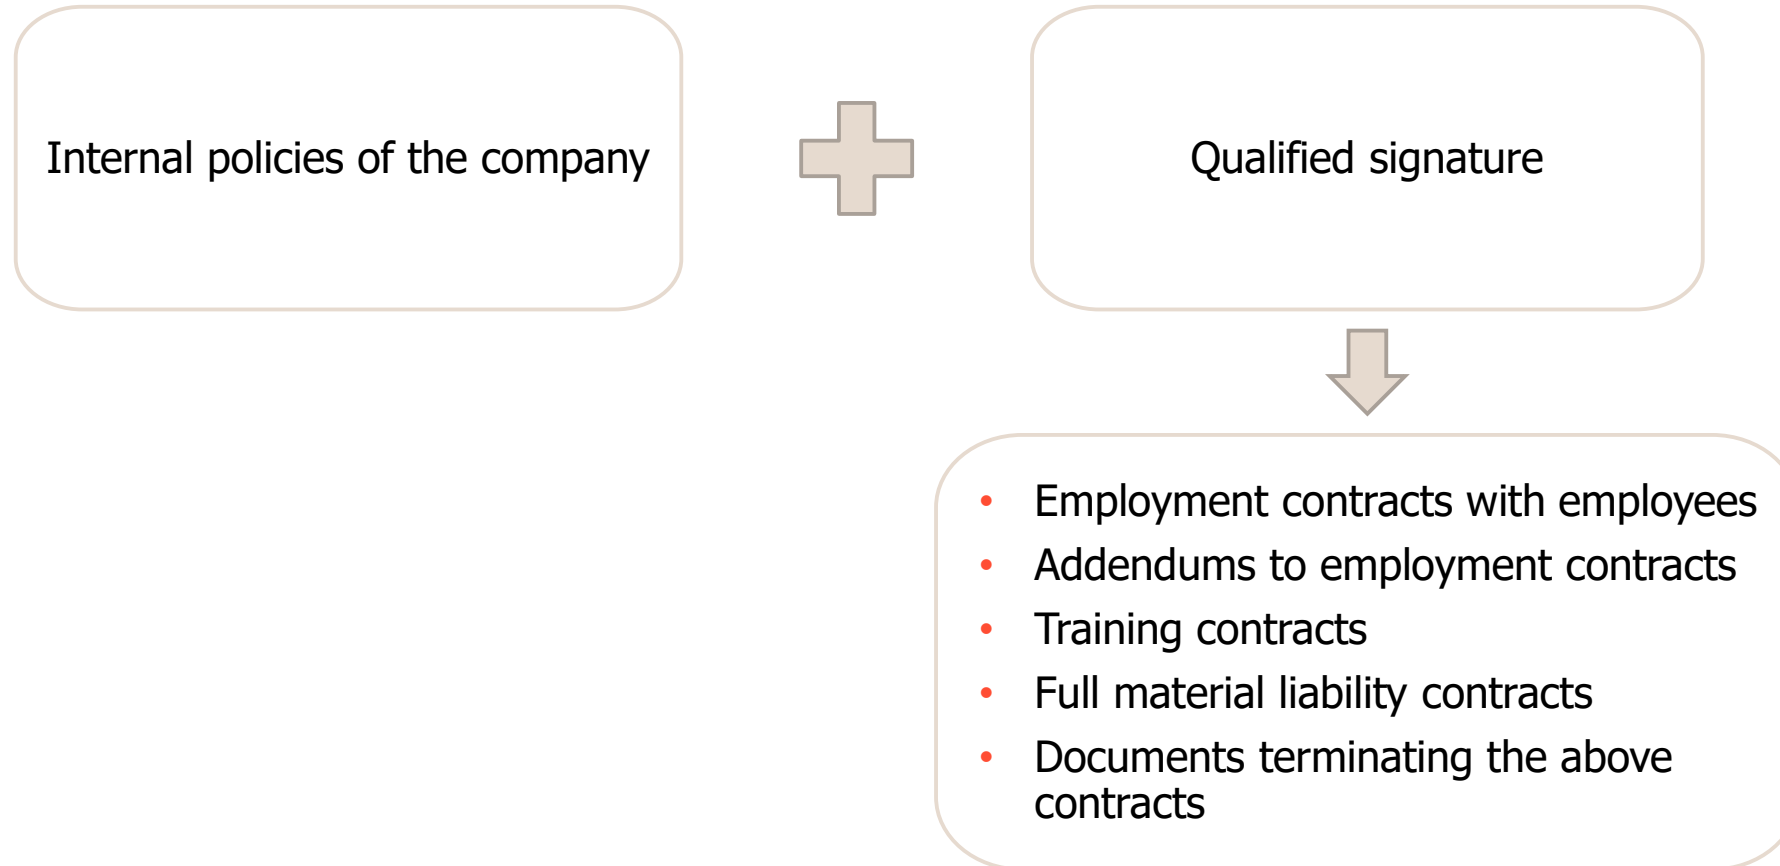 Internal policies of the company
Qualified signature
• Employment contracts with employees
• Addendums to employment contracts
• Training contracts
• Full material liability contracts
• Documents terminating the above
contracts